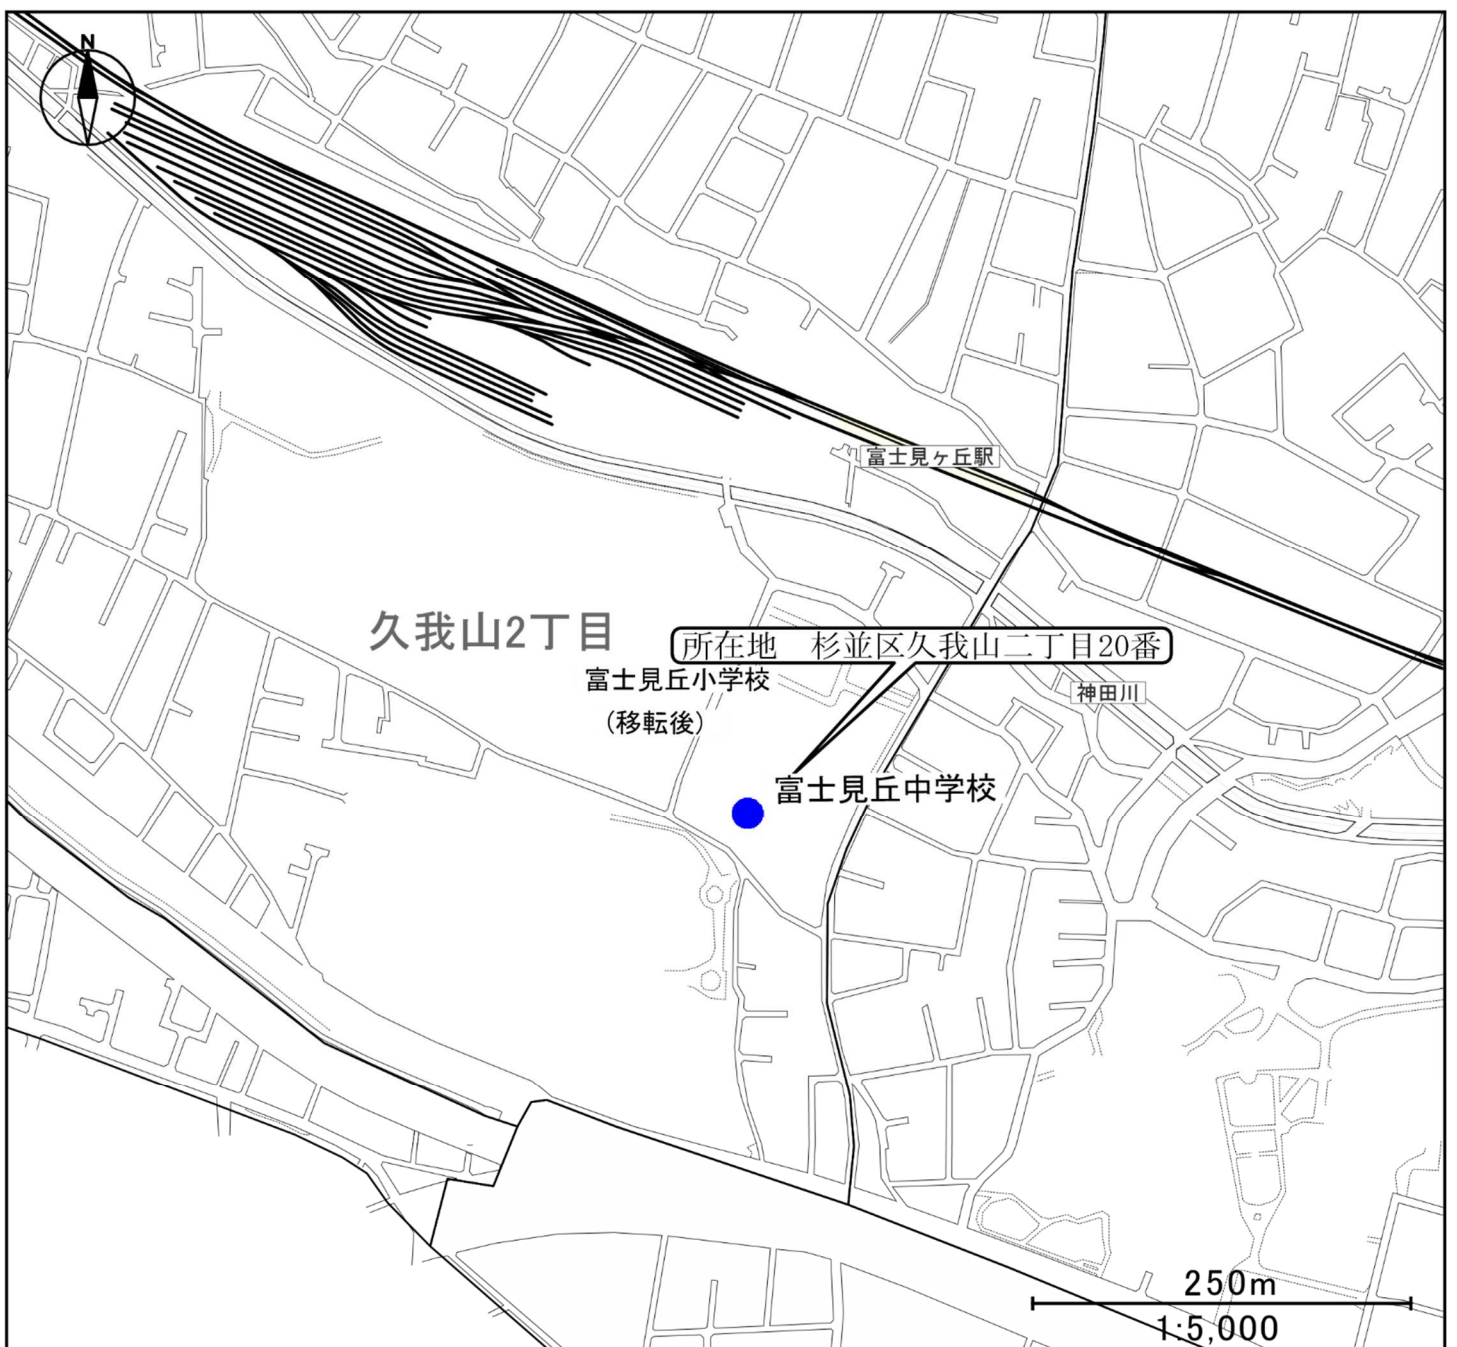 N
富士見ヶ丘駅
久我山2丁目
所在地　杉並区久我山二丁目20番
富士見丘小学校
(移転後)
神田川
富士見丘中学校
250m
1:5,000